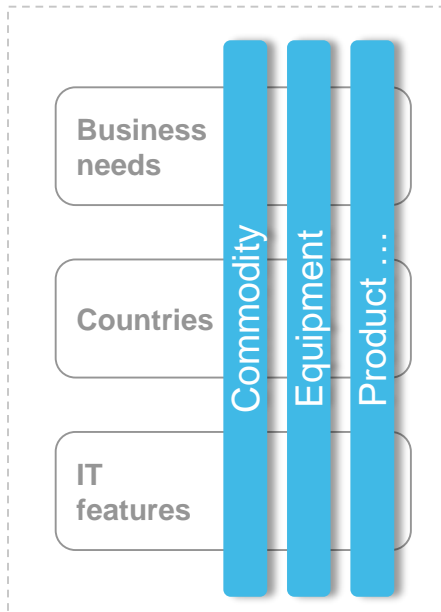 Business
needs
Countries
IT
features
Commodity
Equipment
Product …